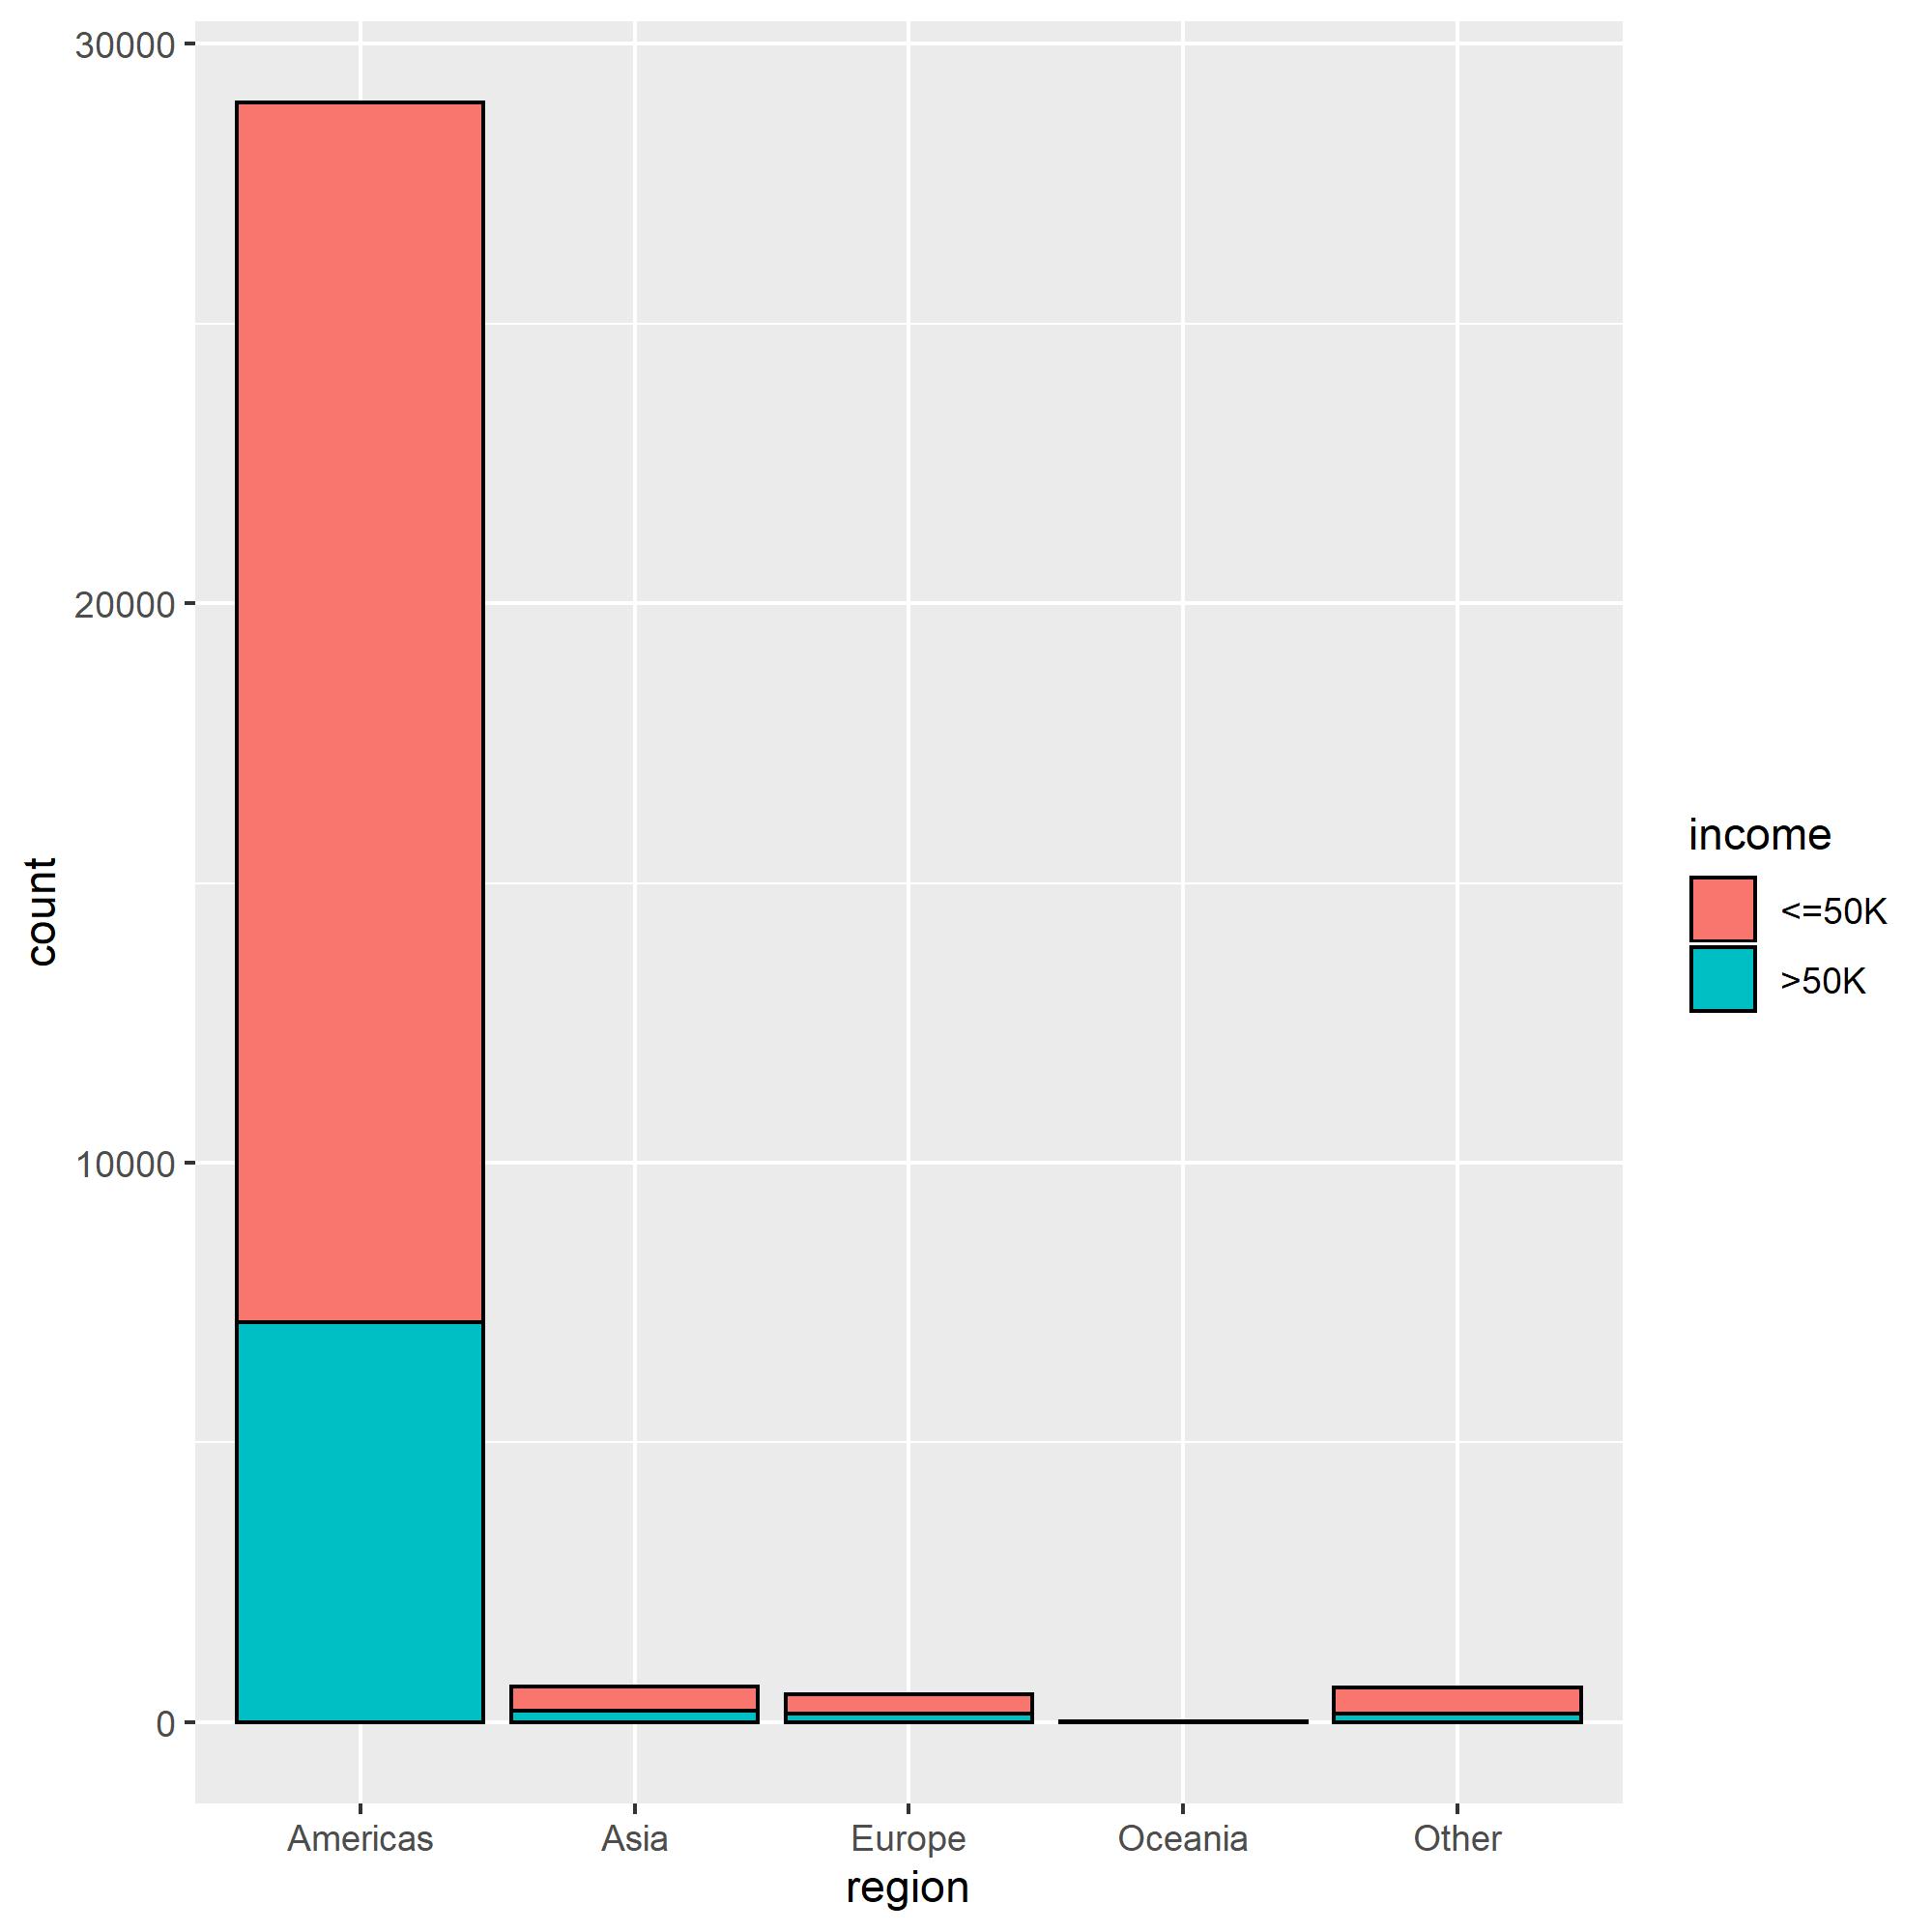 30000
20000
10000
0
count
Americas
Asia
Europe
Oceania
Other
region
income
<=50K
>50K